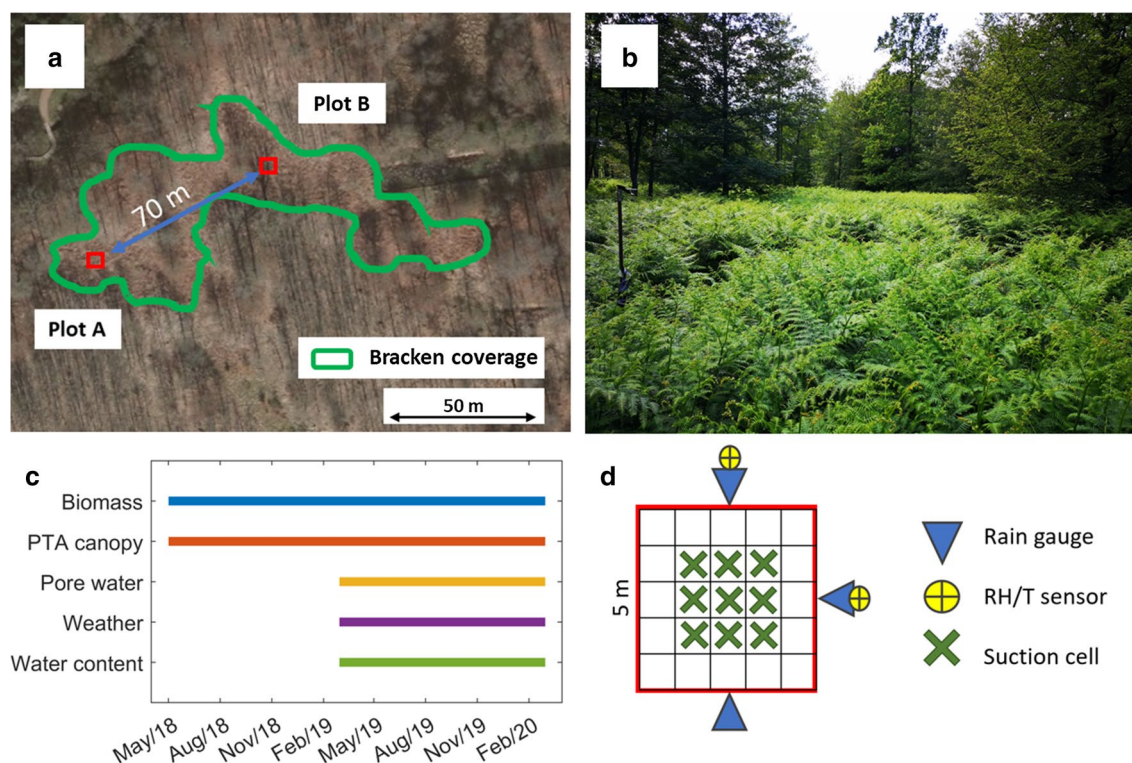 a
Plot B
70 m
Plot A
Bracken coverage
50 m
b
c
Biomass
PTA canopy
Pore water
Weather
Water content
May/18
Aug/18
Nov/18
Feb/19
May/19
Aug/19
Nov/19
Feb/20
d
5 m
Rain gauge
RH/T sensor
Suction cell